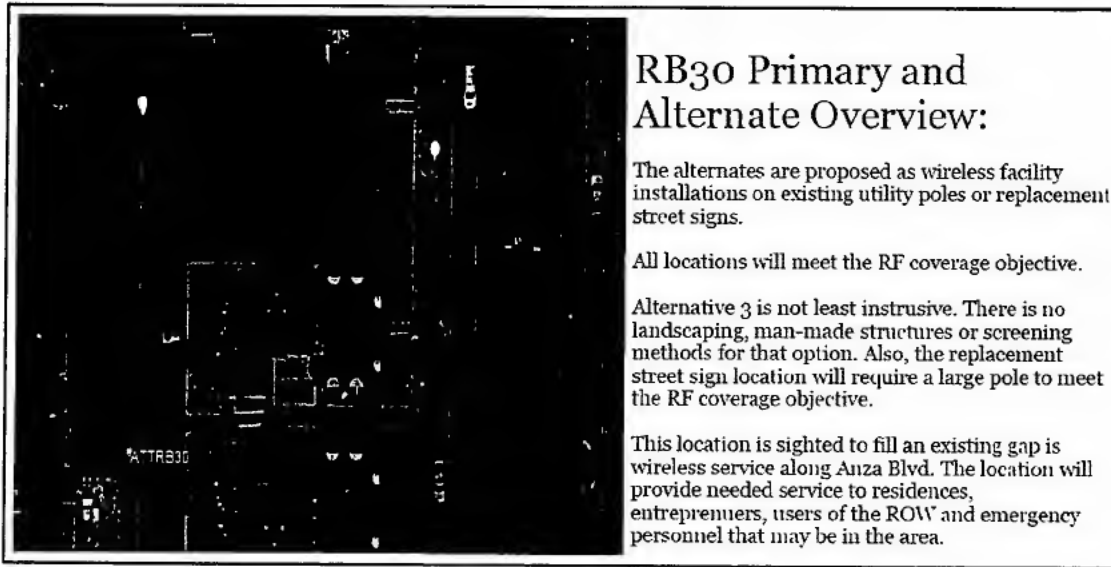 RB30 Primary and
Alternate Overview:
The alternates are proposed as wireless facility
installations on existing utility poles or replacement
street signs.
All locations will meet the RF coverage objective.
Alternative 3 is not least instrusive. There is no
landscaping, man-made structures or screening
methods for that option. Also, the replacement
street sign location will require a large pole to meet
the RF coverage objective.
This location is sighted to fill an existing gap is
wireless service along Anza Blvd. The location will
provide needed service to residences,
entreprenuers, users of the ROW and emergency
personnel that may be in the area.
ATTRB30